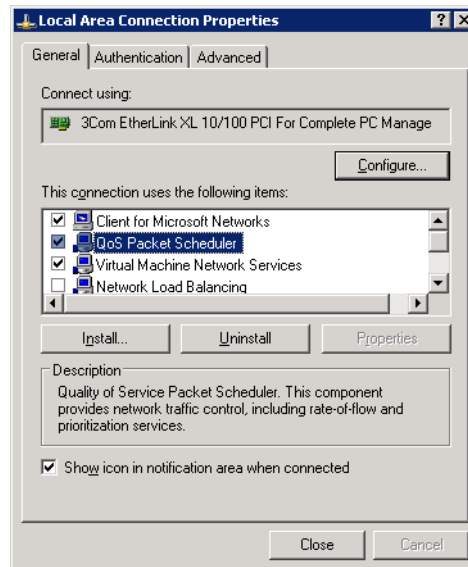 Local Area Connection Properties
General Authentication Advanced
Connect using:
3Com EtherLink XL 10/100 PCI For Complete PC Manage
Configure...
This connection uses the following items:
Client for Microsoft Networks
QoS Packet Scheduler
Virtual Machine Network Services
Network Load Balancing
Install... Uninstall Properties
Description
Quality of Service Packet Scheduler. This component
provides network traffic control, including rate-of-flow and
prioritization services.
Show icon in notification area when connected
Close Cancel